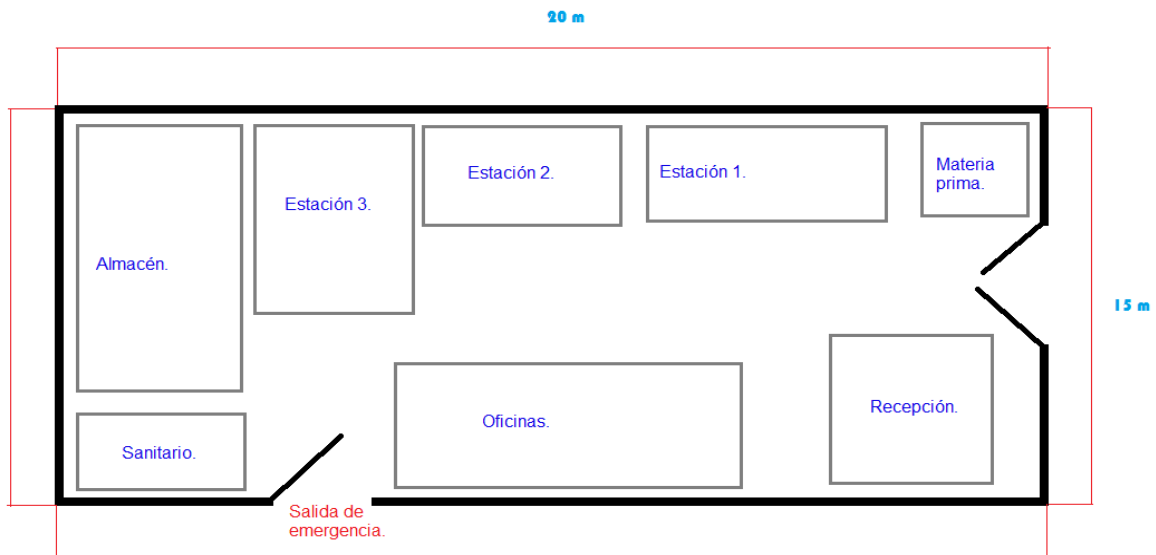 20 m
Materia
prima.
Estación 1.
Estación 2.
Estación 3.
Almacén.
15 m
Recepción.
Oficinas.
Sanitario.
Salida de
emergencia.